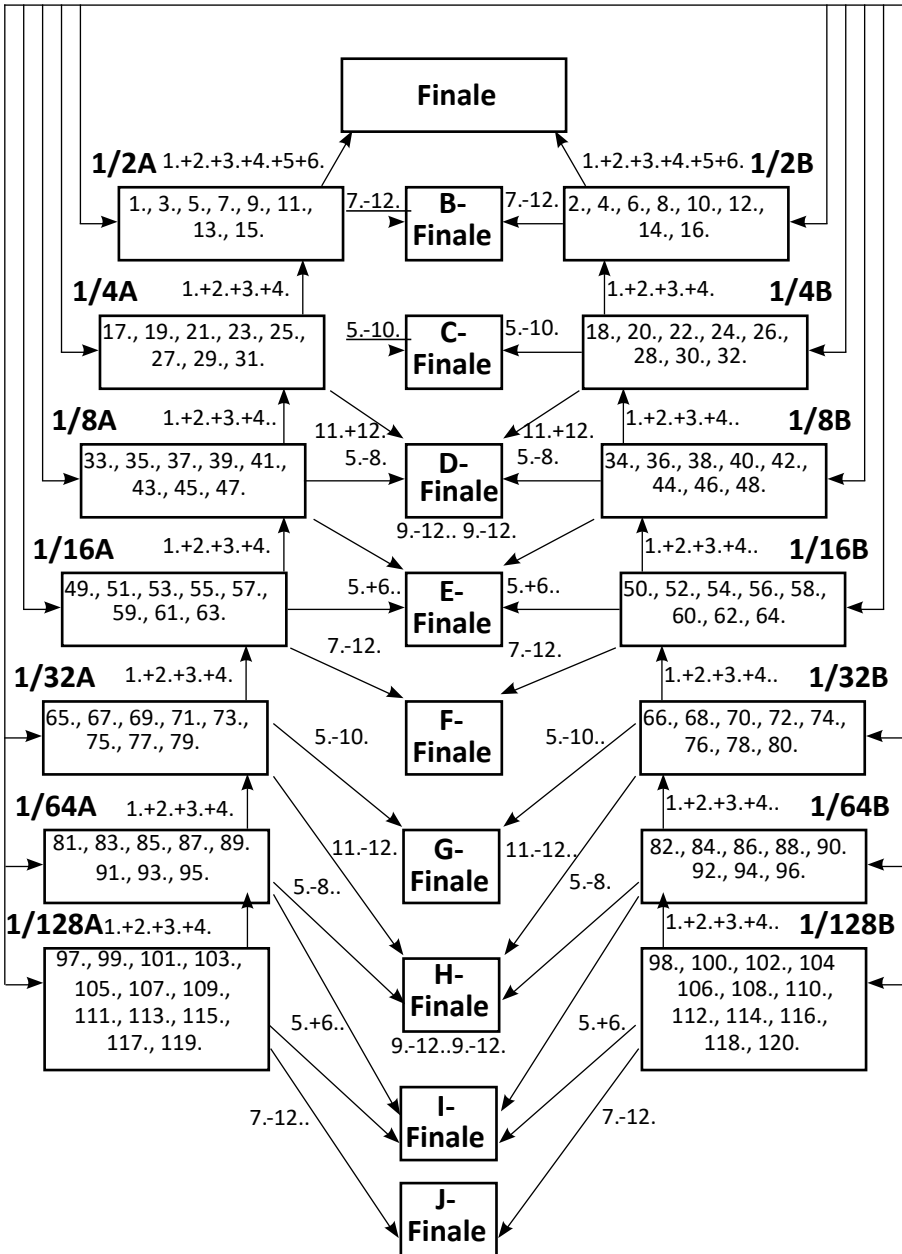 Finale
1/2A 1.+2.+3.+4.+5+6. 1.+2.+3.+4.+5+6. 1/2B
1., 3., 5., 7., 9., 11.,
13., 15.
7.-12.
B-
Finale
7.-12.
2., 4., 6., 8., 10., 12.,
14., 16.
1/4A 1.+2.+3.+4. 1.+2.+3.+4. 1/4B
17., 19., 21., 23., 25.,
27., 29., 31.
5.-10.
C-
Finale
5.-10.
18., 20., 22., 24., 26.,
28., 30., 32.
1/8A 1.+2.+3.+4.. 1.+2.+3.+4.. 1/8B
11.+12. 11.+12.
33., 35., 37., 39., 41.,
43., 45., 47.
5.-8.
D-
Finale
5.-8.
34., 36., 38., 40., 42.,
44., 46., 48.
9.-12.. 9.-12.
1/16A 1.+2.+3.+4. 1.+2.+3.+4.. 1/16B
49., 51., 53., 55., 57.,
59., 61., 63.
5.+6..
E-
Finale
5.+6..
50., 52., 54., 56., 58.,
60., 62., 64.
7.-12. 7.-12.
1/32A 1.+2.+3.+4. 1.+2.+3.+4.. 1/32B
65., 67., 69., 71., 73.,
75., 77., 79.
F-
Finale
66., 68., 70., 72., 74.,
76., 78., 80.
5.-10. 5.-10..
1/64A 1.+2.+3.+4. 1.+2.+3.+4.. 1/64B
81., 83., 85., 87., 89.
91., 93., 95.
11.-12.
G-
Finale
11.-12..
82., 84., 86., 88., 90.
92., 94., 96.
5.-8.. 5.-8.
1/128A 1.+2.+3.+4. 1.+2.+3.+4.. 1/128B
97., 99., 101., 103.,
105., 107., 109.,
111., 113., 115.,
117., 119.
H-
Finale
98., 100., 102., 104
106., 108., 110.,
112., 114., 116.,
118., 120.
5.+6.. 5.+6.
9.-12..9.-12.
I-
Finale
7.-12.. 7.-12.
J-
Finale